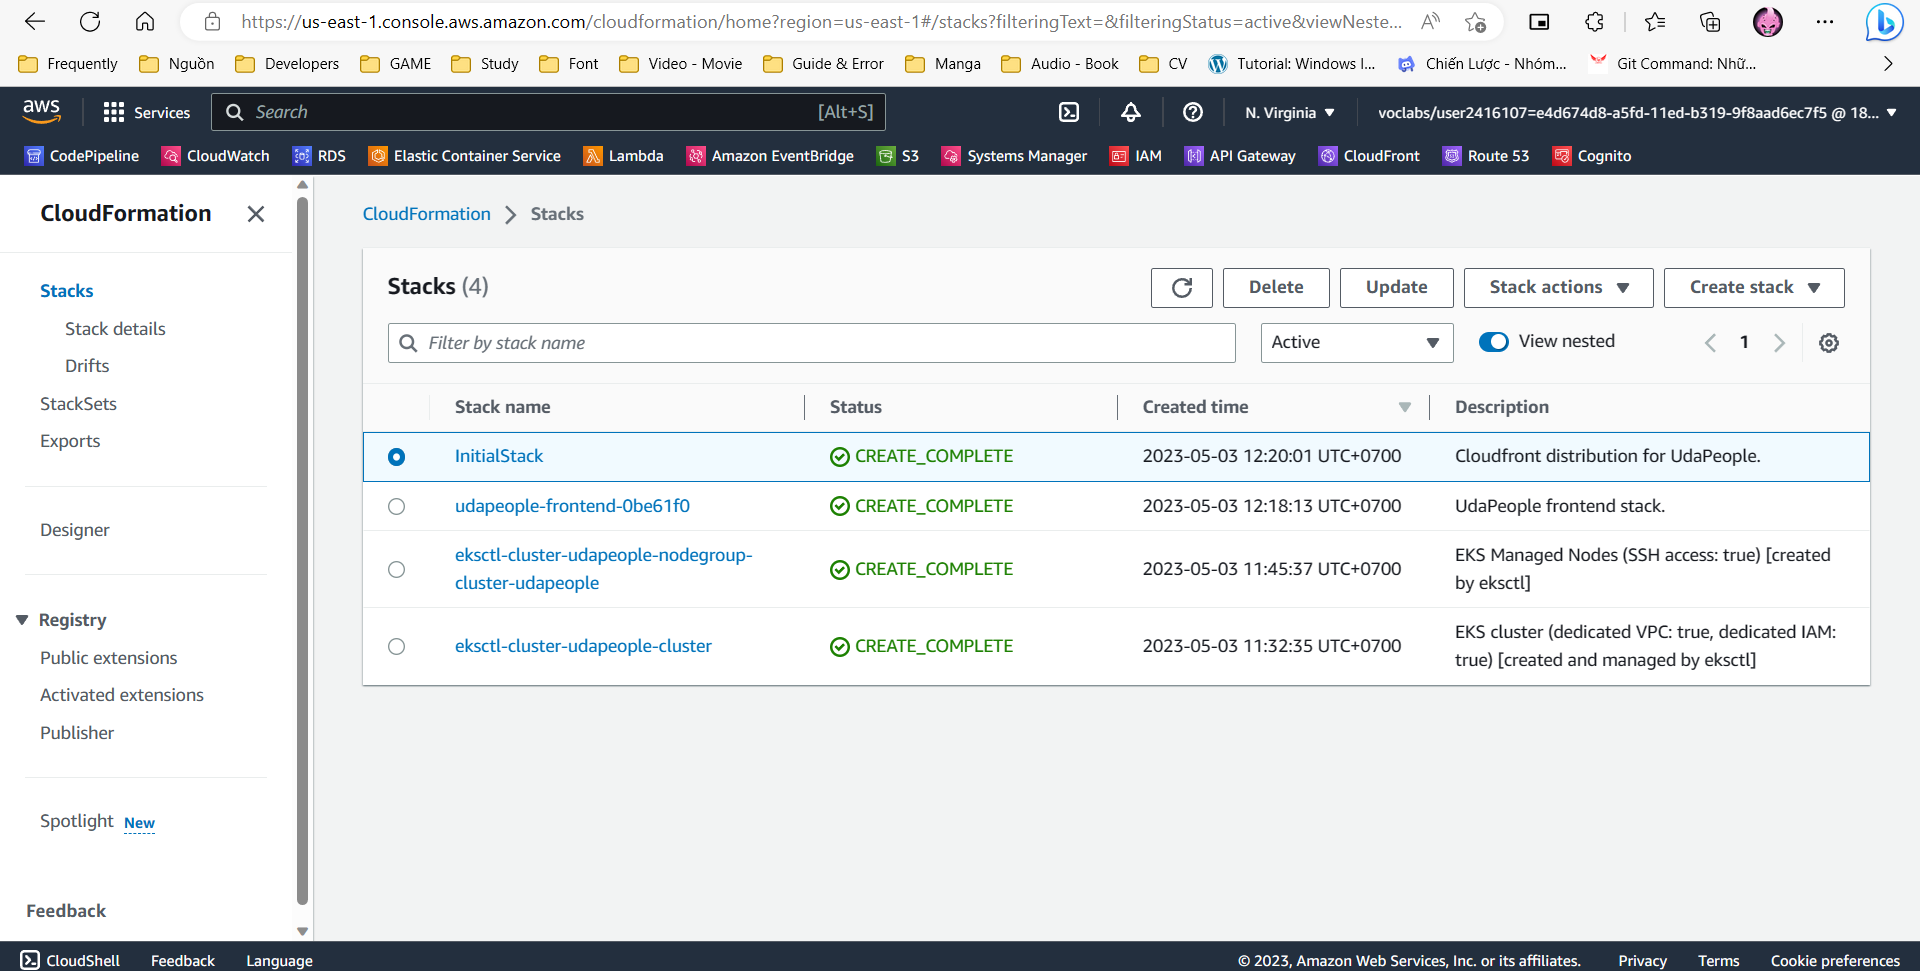 https://us-east-1.console.aws.amazon.com/cloudformation/home?region=us-east-1#/stacks?filteringText=&filteringStatus=active&viewNeste...
Frequently Nguồn Developers GAME Study Font Video - Movie Guide & Error Manga Audio - Book CV Tutorial: Windows I... Chiến Lược - Nhóm... Git Command: Nhữ...
aws Services Search [Alt+S] N. Virginia voclabs/user2416107=e4d674d8-a5fd-11ed-b319-9f8aad6ec7f5 @ 18...
CodePipeline CloudWatch RDS Elastic Container Service Lambda Amazon EventBridge S3 Systems Manager IAM API Gateway CloudFront Route 53 Cognito
CloudFormation
Stacks
Stack details
Drifts
StackSets
Exports
Designer
Registry
Public extensions
Activated extensions
Publisher
Spotlight New
Feedback
CloudFormation Stacks
Stacks (4) Delete Update Stack actions Create stack
Filter by stack name Active View nested 1
Stack name Status Created time Description
InitialStack CREATE_COMPLETE 2023-05-03 12:20:01 UTC+0700 Cloudfront distribution for UdaPeople.
udapeople-frontend-0be61f0 CREATE_COMPLETE 2023-05-03 12:18:13 UTC+0700 UdaPeople frontend stack.
eksctl-cluster-udapeople-nodegroup-
cluster-udapeople CREATE_COMPLETE 2023-05-03 11:45:37 UTC+0700 EKS Managed Nodes (SSH access: true) [created
by eksctl]
eksctl-cluster-udapeople-cluster CREATE_COMPLETE 2023-05-03 11:32:35 UTC+0700 EKS cluster (dedicated VPC: true, dedicated IAM:
true) [created and managed by eksctl]
CloudShell Feedback Language © 2023, Amazon Web Services, Inc. or its affiliates. Privacy Terms Cookie preferences